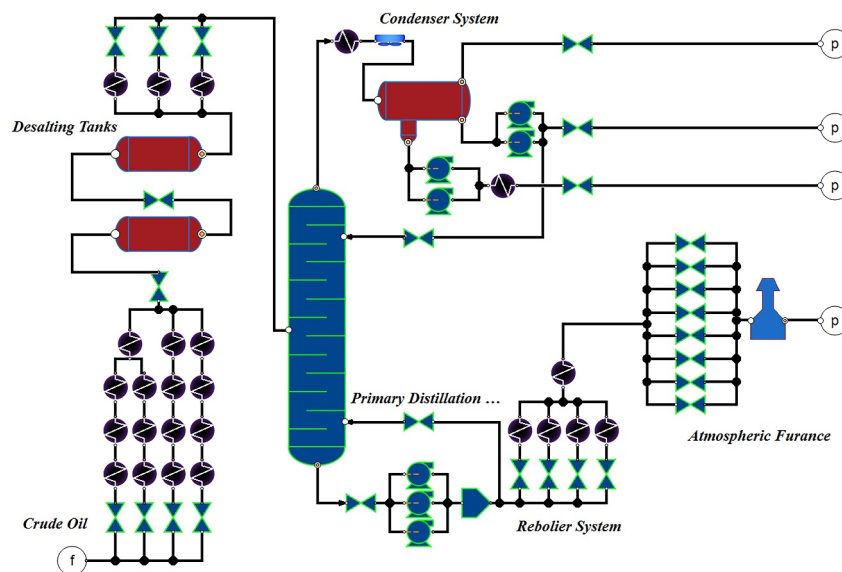 Condenser System
p
Desalting Tanks
p
p
p
Primary Distillation ...
Atmospheric Furance
Crude Oil
Rebolier System
f